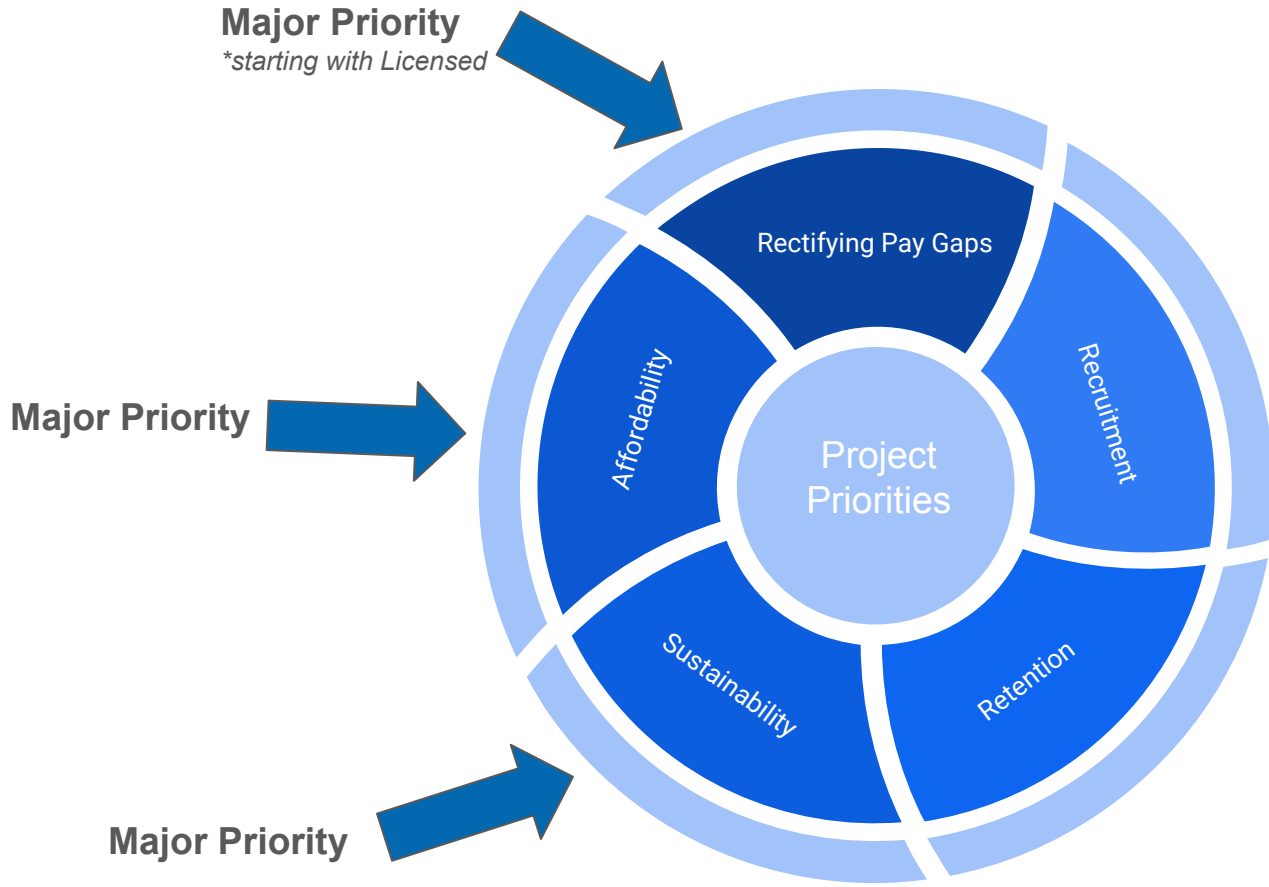 Major Priority
*starting with Licensed
Rectifying Pay Gaps
Recruitment
Affordability
Major Priority
Project
Priorities
Sustainability
Retention
Major Priority